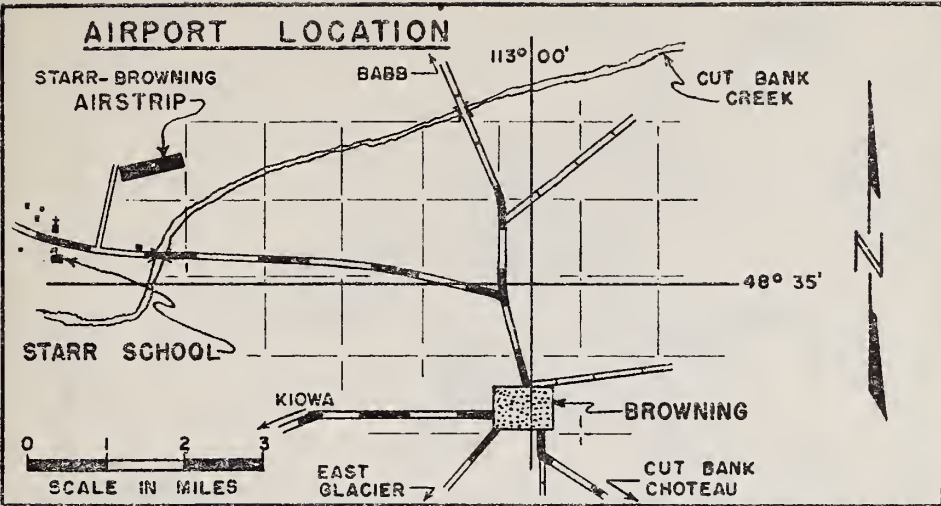 AIRPORT LOCATION
STARR-BROWNING
AIRSTRIP
BABB
113° 00'
CUT BANK
CREEK
N
48° 35'
STARR SCHOOL
KIOWA
BROWNING
0 1 2 3
SCALE IN MILES
EAST
GLACIER
CUT BANK
CHOTEAU